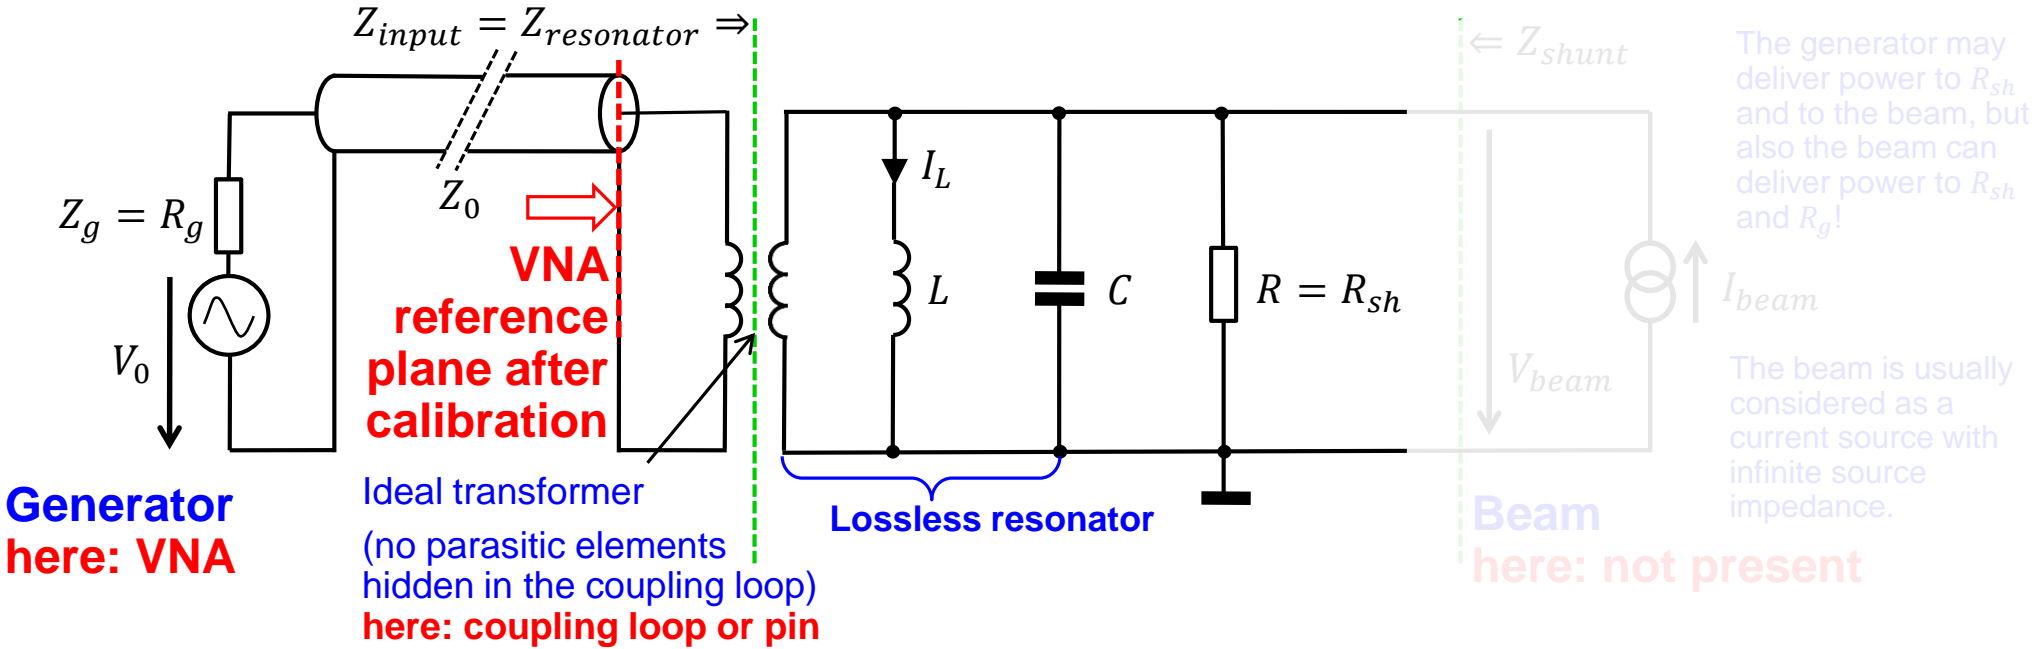 Z_input = Z_resonator ⇒
⇐ Z_shunt
The generator may
deliver power to R_sh
and to the beam, but
also the beam can
deliver power to R_sh
and R_g!
I_L
Z_0
Z_g = R_g
VNA
reference
plane after
calibration
L
C
R = R_sh
I_beam
V_0
V_beam
The beam is usually
considered as a
current source with
infinite source
impedance.
Generator
here: VNA
Ideal transformer
(no parasitic elements
hidden in the coupling loop)
here: coupling loop or pin
Lossless resonator
Beam
here: not present